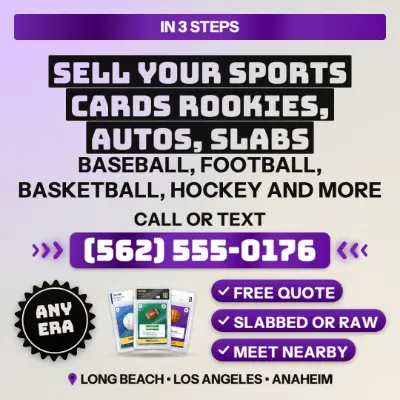 IN 3 STEPS
SELL YOUR SPORTS
CARDS ROOKIES,
AUTOS, SLABS
BASEBALL, FOOTBALL,
BASKETBALL, HOCKEY AND MORE
CALL OR TEXT
(562) 555-0176
ANY
ERA
FREE QUOTE
SLABBED OR RAW
MEET NEARBY
LONG BEACH • LOS ANGELES • ANAHEIM